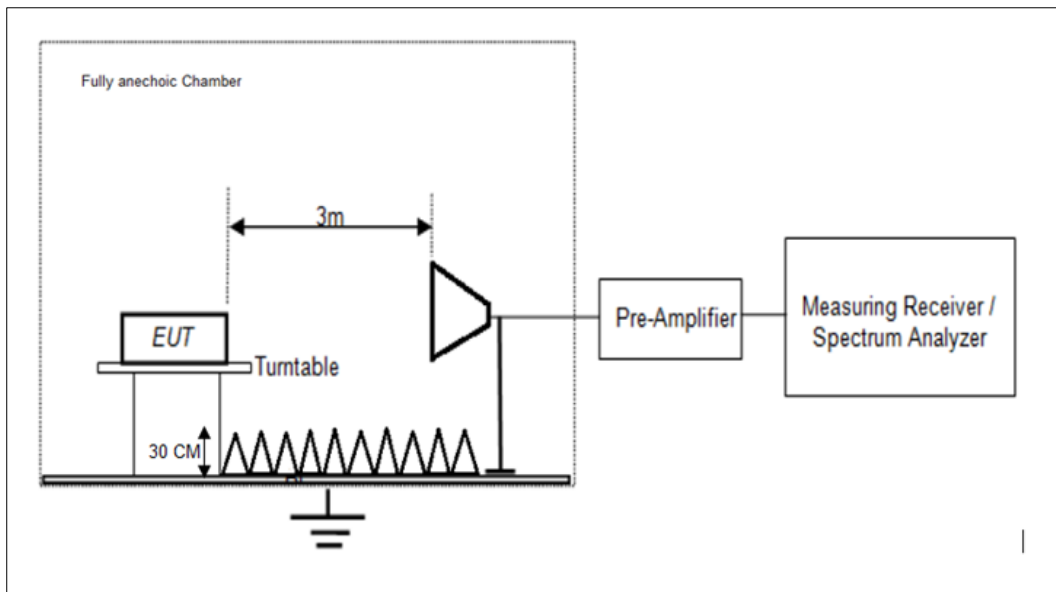 Fully anechoic Chamber
3m
EUT
Turntable
30 CM
Pre-Amplifier
Measuring Receiver /
Spectrum Analyzer